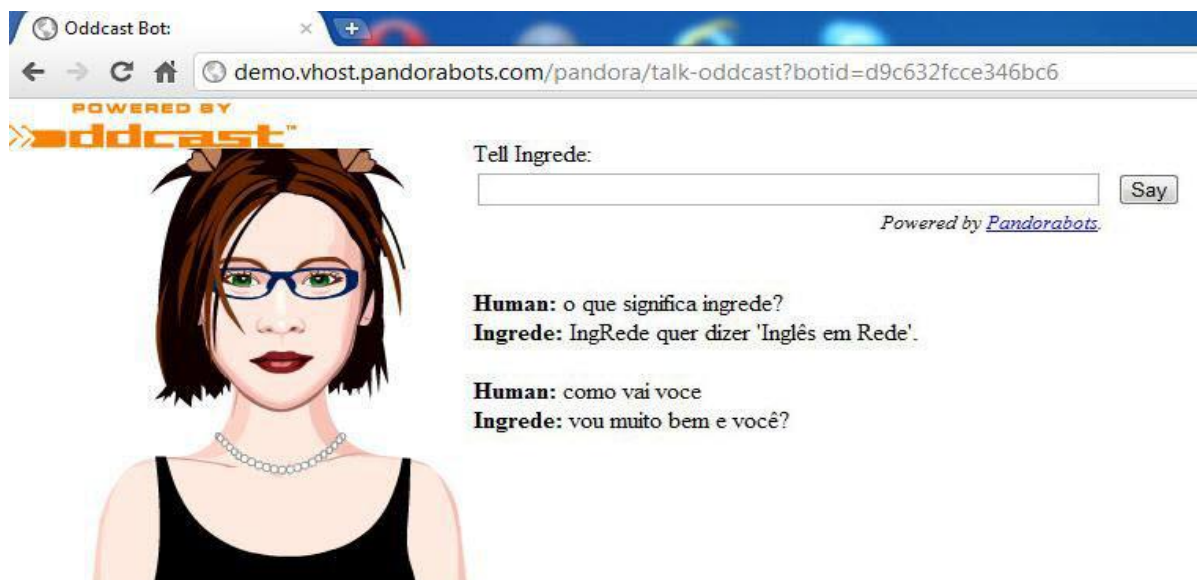 Oddcast Bot:
demo.vhost.pandorabots.com/pandora/talk-oddcast?botid=d9c632fcce346bc6
POWERED BY
oddcast™
Tell Ingrede:
Say
Powered by Pandorabots.
Human: o que significa ingrede?
Ingrede: IngRede quer dizer 'Inglês em Rede'.
Human: como vai voce
Ingrede: vou muito bem e você?